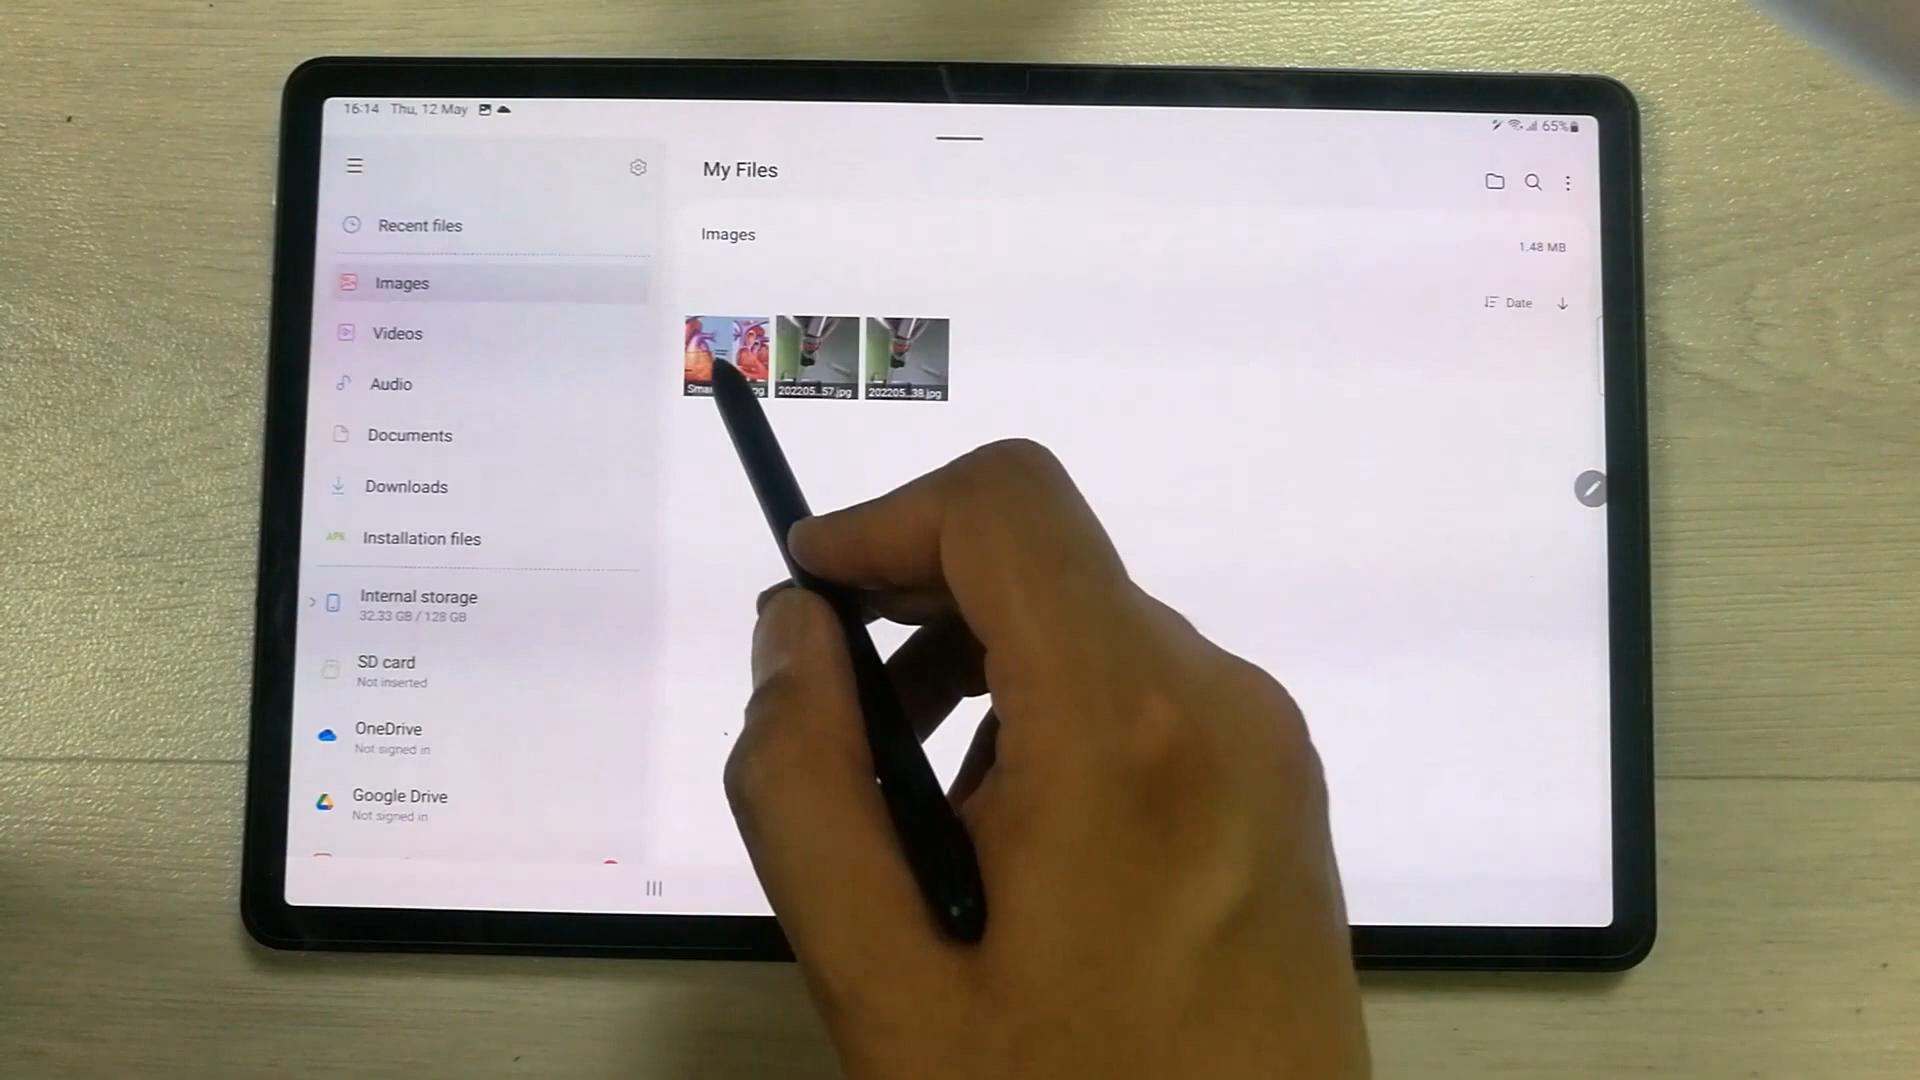 16:14 Thu, 12 May
65%
My Files
Recent files
Images
Videos
Audio
Documents
Downloads
APK Installation files
Internal storage
32.33 GB / 128 GB
SD card
Not inserted
OneDrive
Not signed in
Google Drive
Not signed in
Images
1.48 MB
Date
202205...57.jpg
202205...38.jpg